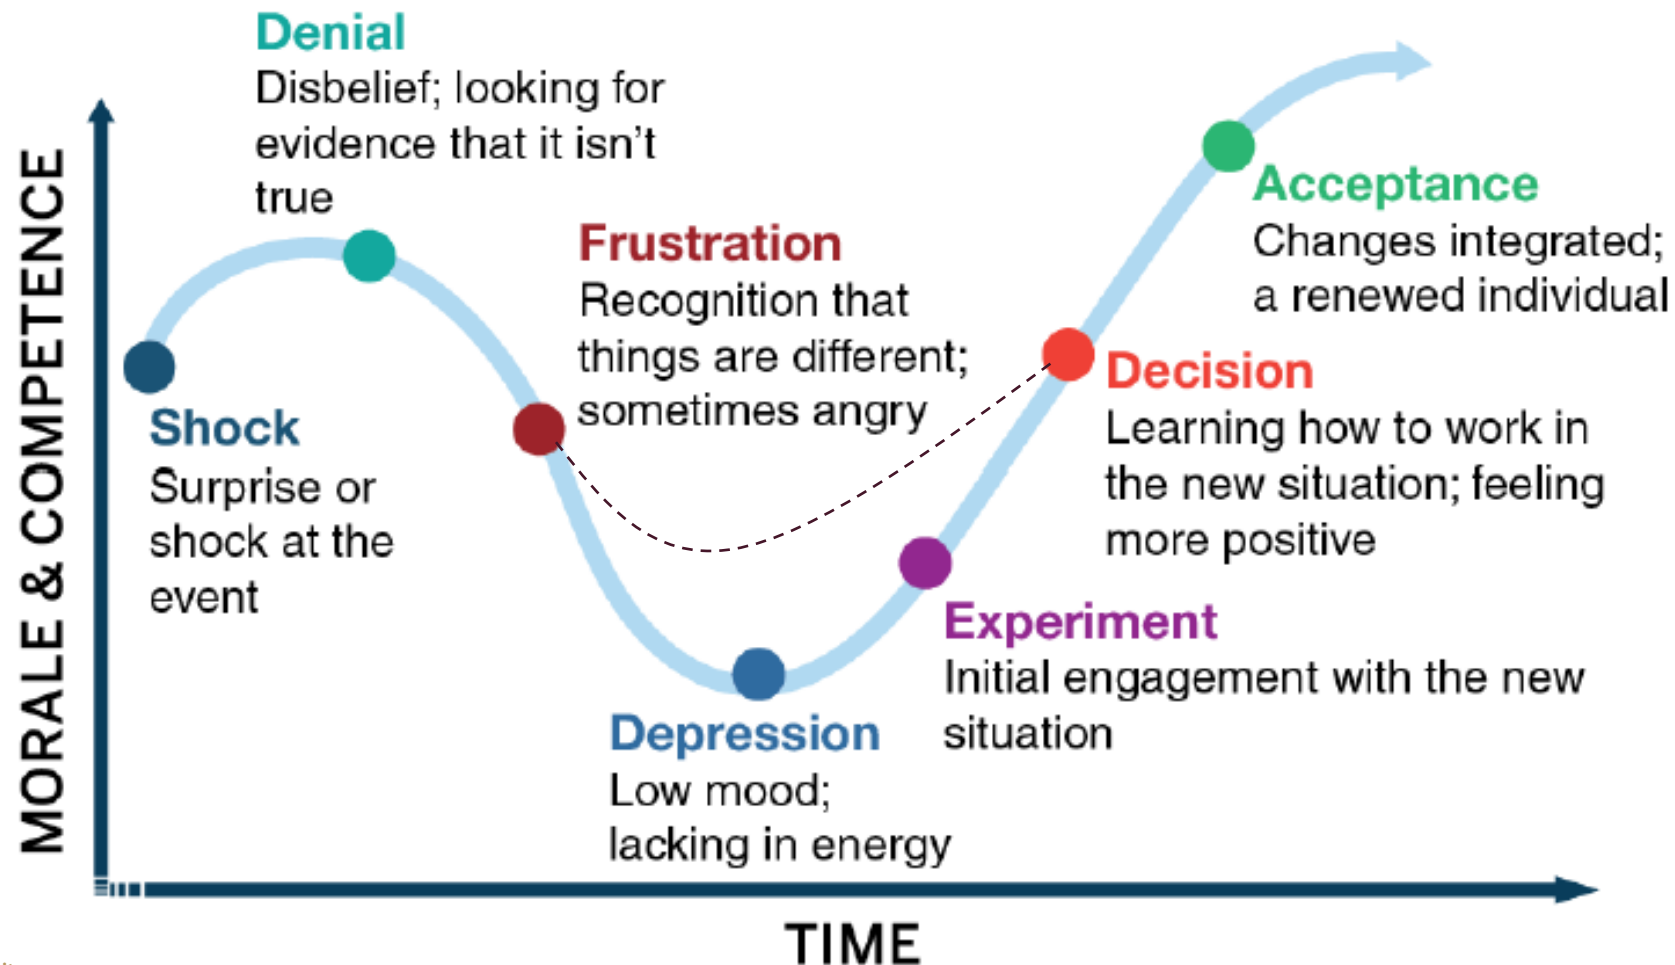 Denial
Disbelief; looking for
evidence that it isn't
true
Frustration
Recognition that
things are different;
sometimes angry
Acceptance
Changes integrated;
a renewed individual
Shock
Surprise or
shock at the
event
Decision
Learning how to work in
the new situation; feeling
more positive
Experiment
Initial engagement with the new
situation
Depression
Low mood;
lacking in energy
MORALE & COMPETENCE
TIME